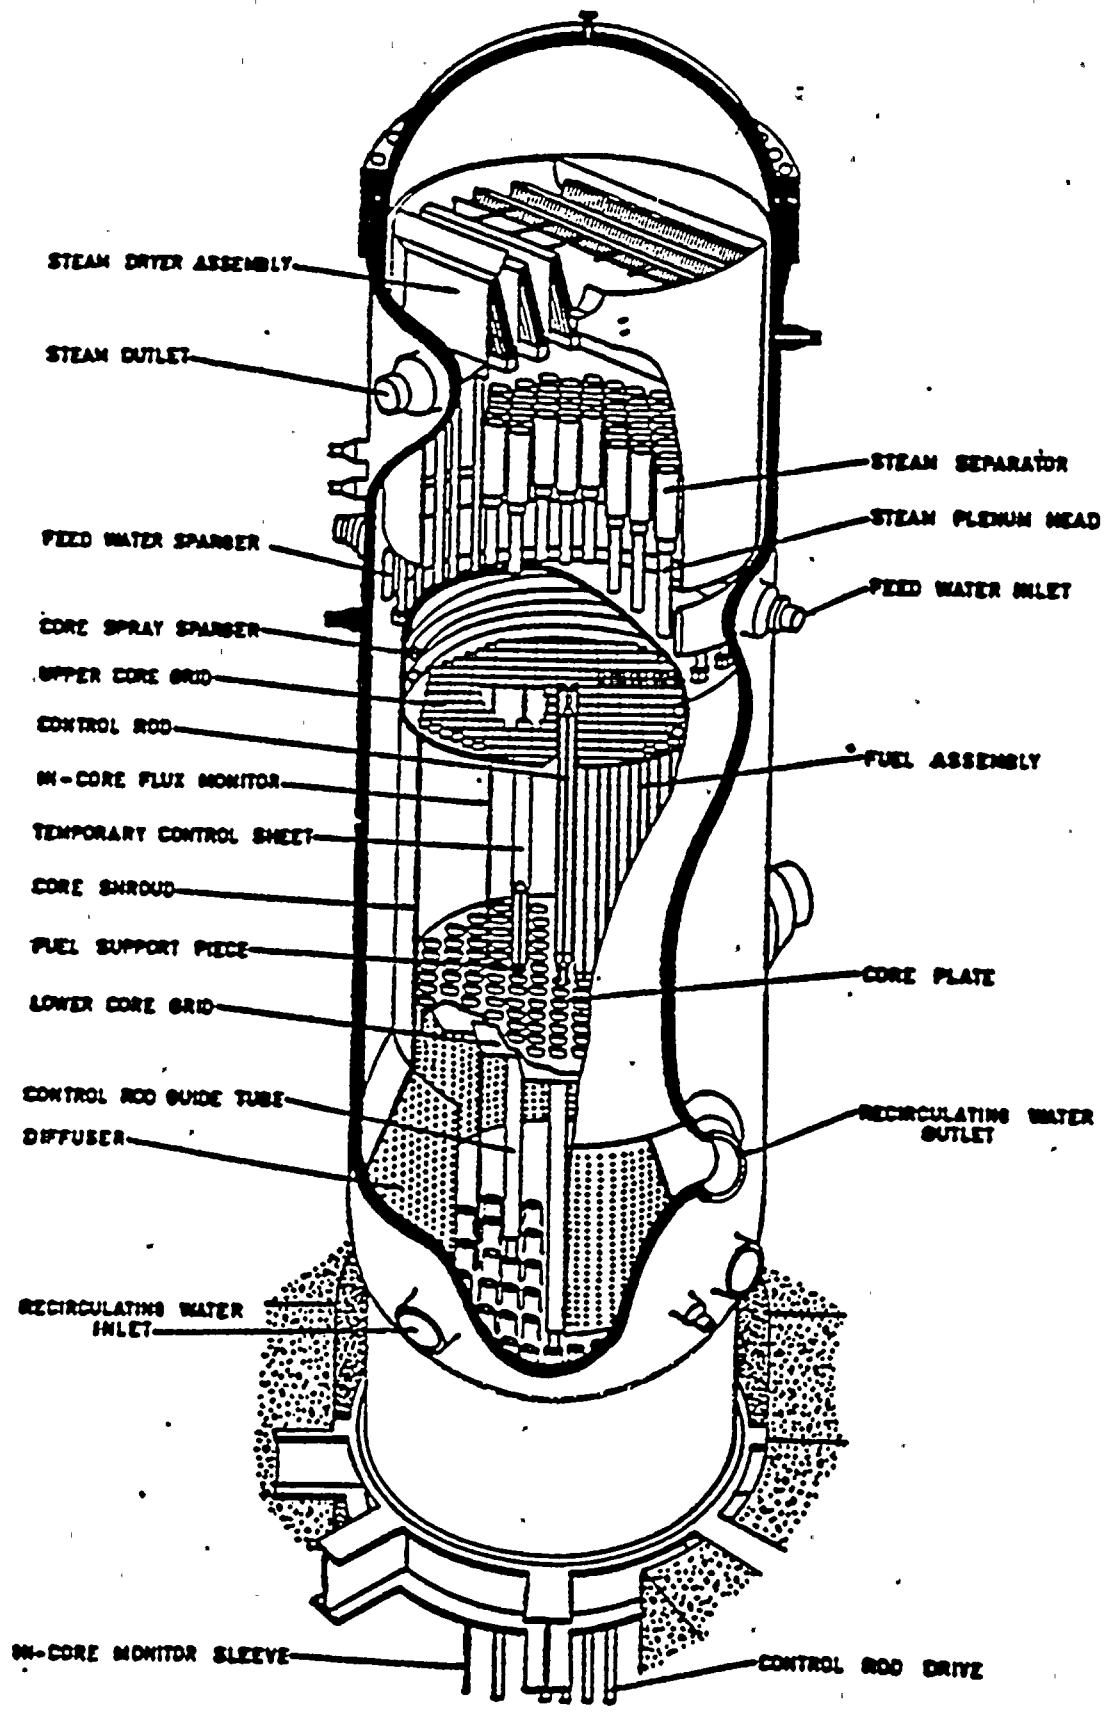 STEAM DRYER ASSEMBLY
STEAM OUTLET
STEAM SEPARATOR
STEAM PLENUM HEAD
FEED WATER SPARGER
FEED WATER INLET
CORE SPRAY SPARGER
UPPER CORE GRID
CONTROL ROD
FUEL ASSEMBLY
IN-CORE FLUX MONITOR
TEMPORARY CONTROL SHEET
CORE SHROUD
FUEL SUPPORT PIECE
CORE PLATE
LOWER CORE GRID
CONTROL ROD GUIDE TUBE
DIFFUSER
RECIRCULATING WATER
OUTLET
RECIRCULATING WATER
INLET
IN-CORE MONITOR SLEEVE
CONTROL ROD DRIVE